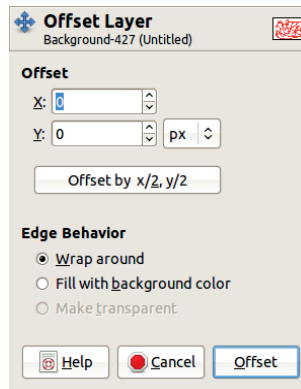 Offset Layer
Background-427 (Untitled)
Offset
X: 0
Y: 0 px
Offset by x/2, y/2
Edge Behavior
Wrap around
Fill with background color
Make transparent
Help Cancel Offset